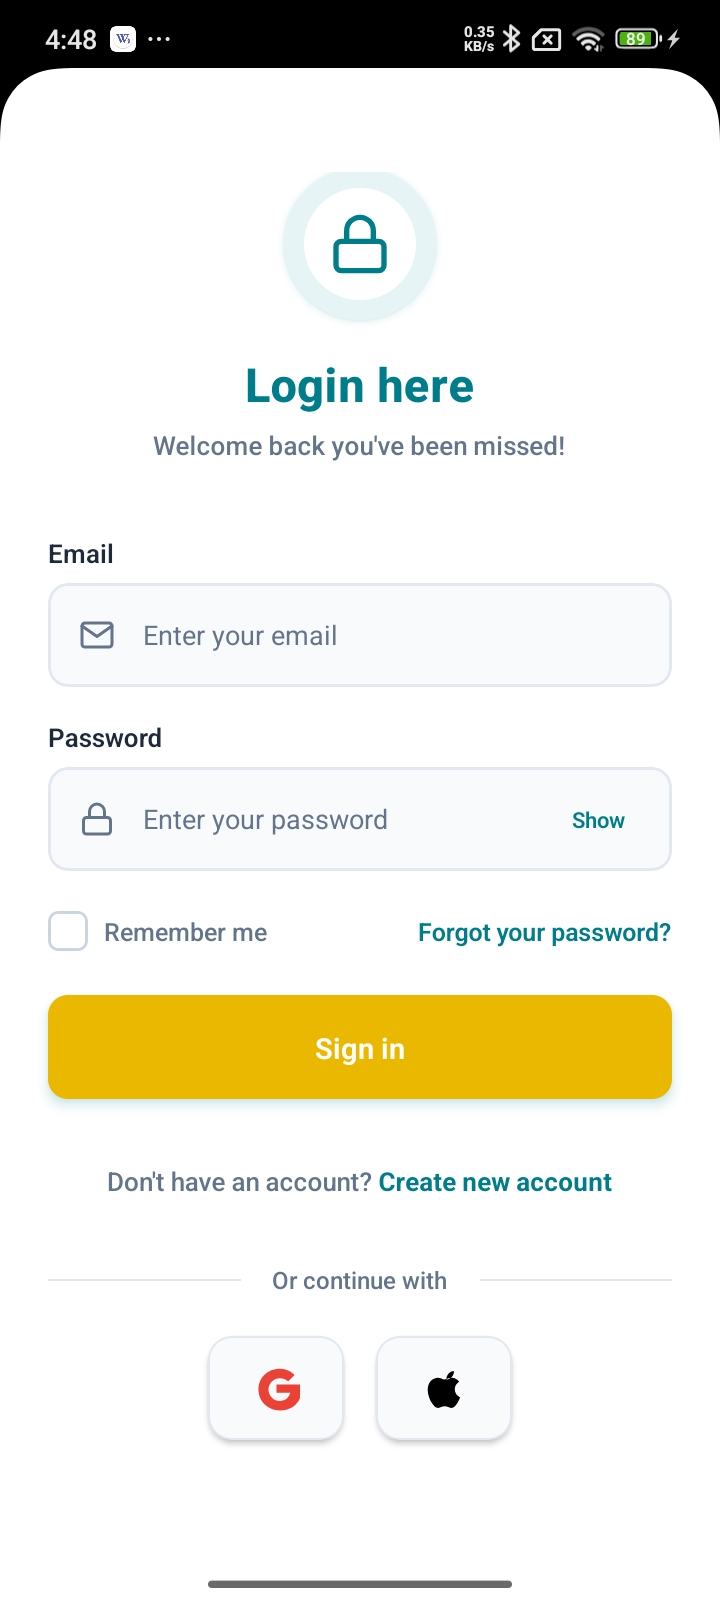 4:48
0.35
KB/s
89
Login here
Welcome back you've been missed!
Email
Enter your email
Password
Enter your password
Show
Remember me
Forgot your password?
Sign in
Don't have an account? Create new account
Or continue with